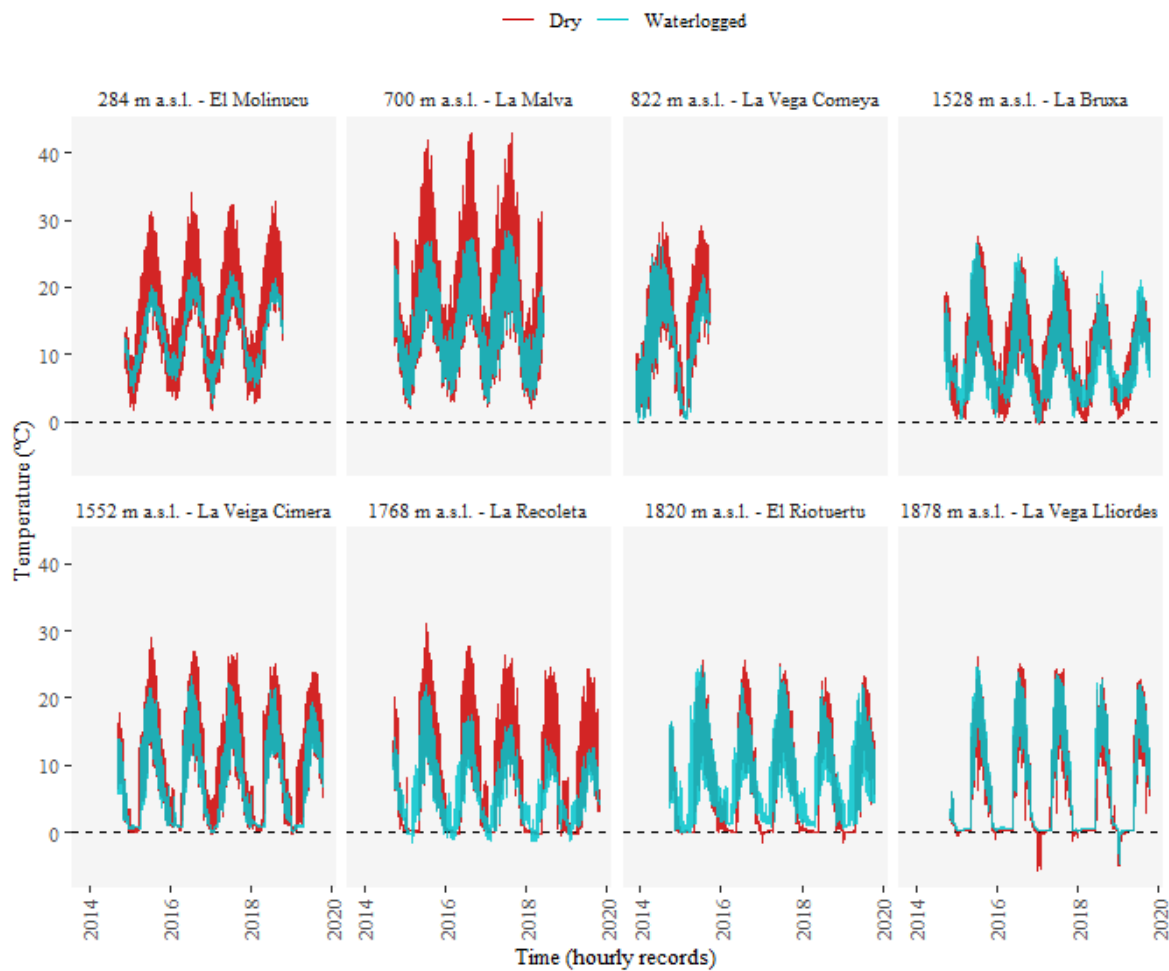 Dry Waterlogged
284 m a.s.l. - El Molinucu 700 m a.s.l. - La Malva 822 m a.s.l. - La Vega Comeya 1528 m a.s.l. - La Bruxa
40
30
20
10
0
1552 m a.s.l. - La Veiga Cimera 1768 m a.s.l. - La Recoleta 1820 m a.s.l. - El Riotuertu 1878 m a.s.l. - La Vega Lliordes
Temperature (ºC)
40
30
20
10
0
2014 2016 2018 2020 2014 2016 2018 2020 2014 2016 2018 2020 2014 2016 2018 2020
Time (hourly records)